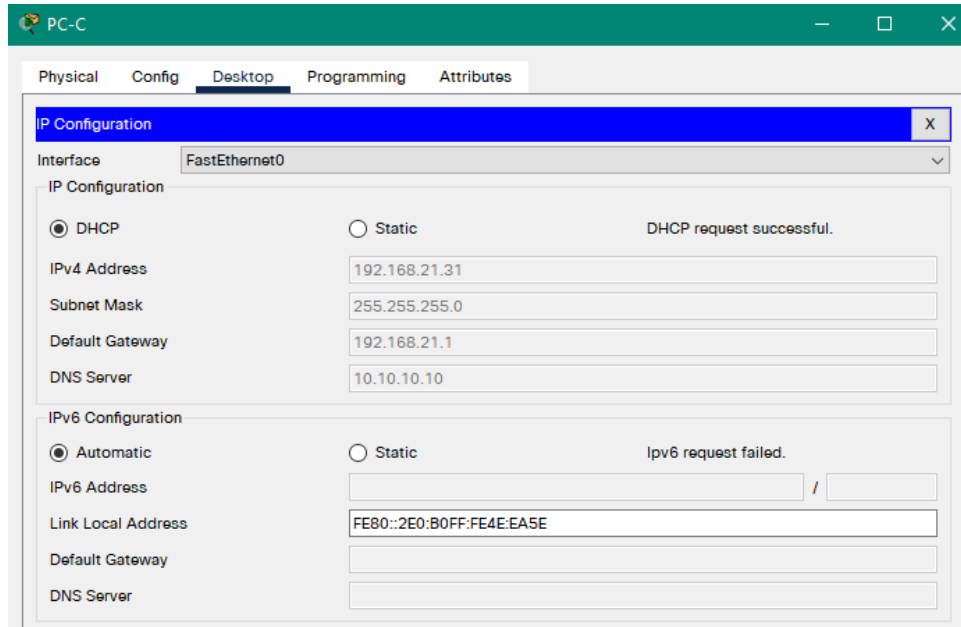 PC-C
Physical Config Desktop Programming Attributes
IP Configuration X
Interface FastEthernet0
IP Configuration
DHCP Static DHCP request successful.
IPv4 Address 192.168.21.31
Subnet Mask 255.255.255.0
Default Gateway 192.168.21.1
DNS Server 10.10.10.10
IPv6 Configuration
Automatic Static Ipv6 request failed.
IPv6 Address /
Link Local Address FE80::2E0:B0FF:FE4E:EA5E
Default Gateway
DNS Server